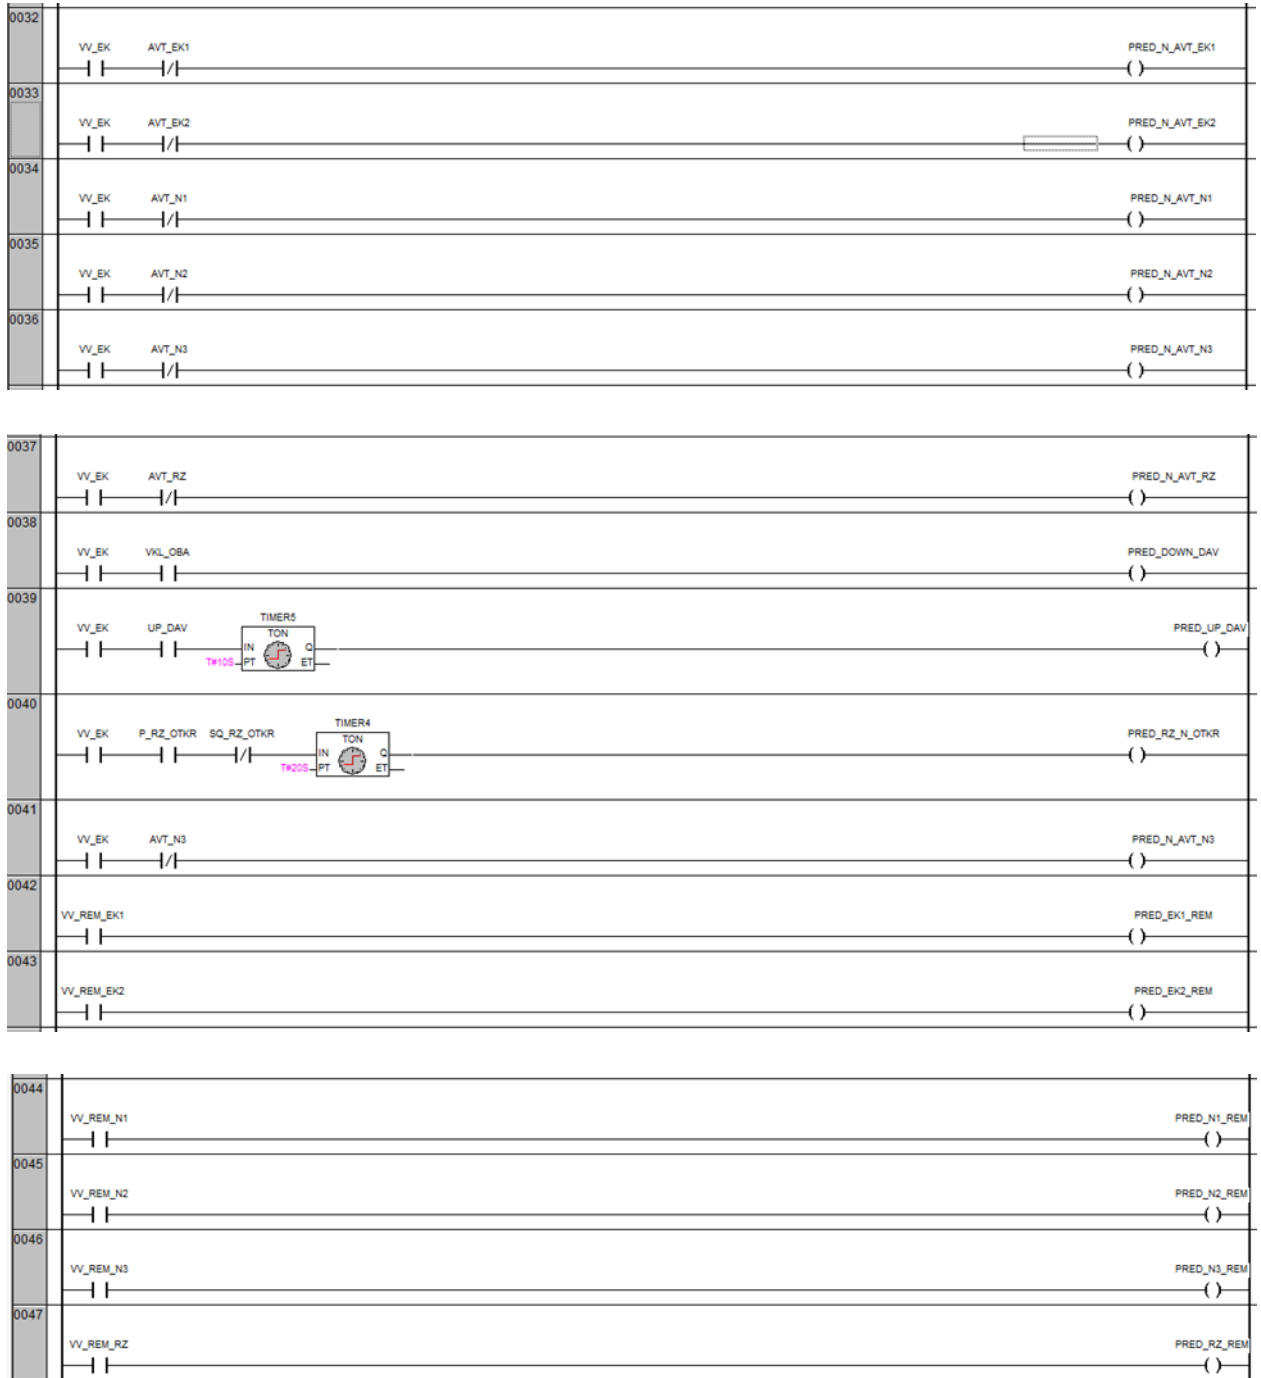 0032
VV_EK AVT_EK1 PRED_N_AVT_EK1
0033
VV_EK AVT_EK2 PRED_N_AVT_EK2
0034
VV_EK AVT_N1 PRED_N_AVT_N1
0035
VV_EK AVT_N2 PRED_N_AVT_N2
0036
VV_EK AVT_N3 PRED_N_AVT_N3
0037
VV_EK AVT_RZ PRED_N_AVT_RZ
0038
VV_EK VKL_OBA PRED_DOWN_DAV
0039
TIMER5
VV_EK UP_DAV TON PRED_UP_DAV
IN Q
T#10S PT ET
0040
TIMER4
VV_EK P_RZ_OTKR SQ_RZ_OTKR TON PRED_RZ_N_OTKR
IN Q
T#20S PT ET
0041
VV_EK AVT_N3 PRED_N_AVT_N3
0042
VV_REM_EK1 PRED_EK1_REM
0043
VV_REM_EK2 PRED_EK2_REM
0044
VV_REM_N1 PRED_N1_REM
0045
VV_REM_N2 PRED_N2_REM
0046
VV_REM_N3 PRED_N3_REM
0047
VV_REM_RZ PRED_RZ_REM